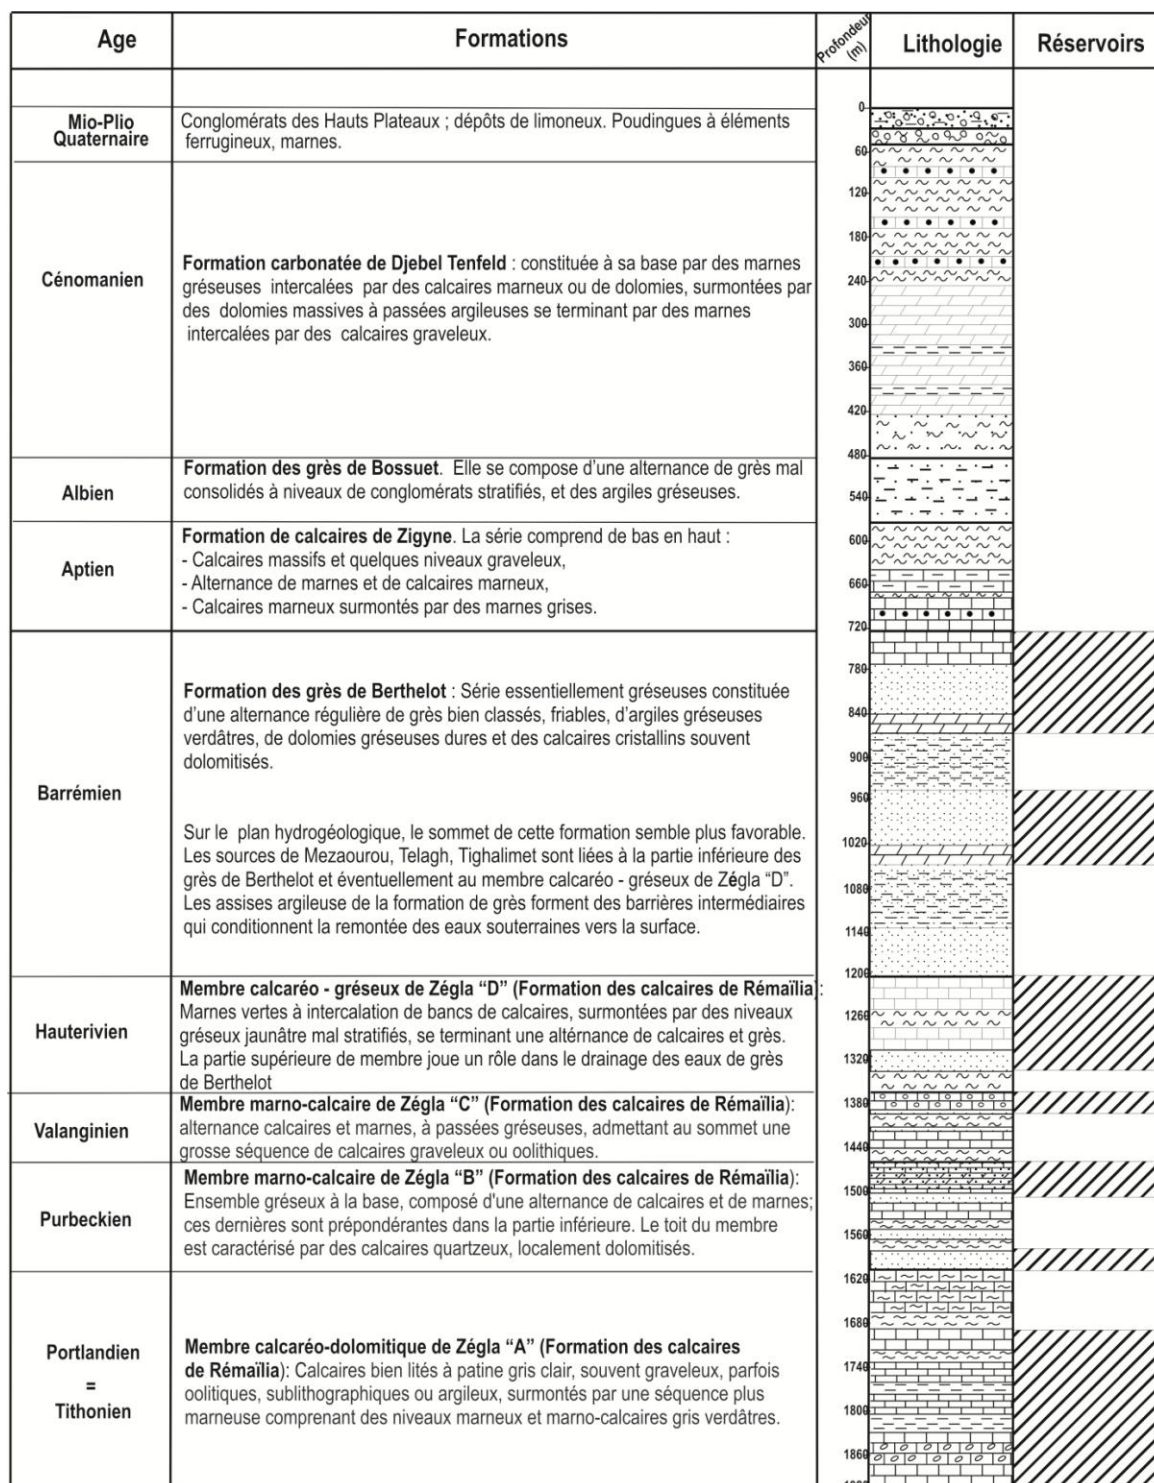 Age
Formations
Profondeur
(m)
Lithologie
Réservoirs
Mio-Plio
Quaternaire
Conglomérats des Hauts Plateaux ; dépôts de limoneux. Poudingues à éléments
ferrugineux, marnes.
Cénomanien
Formation carbonatée de Djebel Tenfeld : constituée à sa base par des marnes
gréseuses intercalées par des calcaires marneux ou de dolomies, surmontées par
des dolomies massives à passées argileuses se terminant par des marnes
intercalées par des calcaires graveleux.
Albien
Formation des grès de Bossuet. Elle se compose d'une alternance de grès mal
consolidés à niveaux de conglomérats stratifiés, et des argiles gréseuses.
Aptien
Formation de calcaires de Zigyne. La série comprend de bas en haut :
- Calcaires massifs et quelques niveaux graveleux,
- Alternance de marnes et de calcaires marneux,
- Calcaires marneux surmontés par des marnes grises.
Barrémien
Formation des grès de Berthelot : Série essentiellement gréseuses constituée
d'une alternance régulière de grès bien classés, friables, d'argiles gréseuses
verdâtres, de dolomies gréseuses dures et des calcaires cristallins souvent
dolomitisés.
Sur le plan hydrogéologique, le sommet de cette formation semble plus favorable.
Les sources de Mezaourou, Telagh, Tighalimet sont liées à la partie inférieure des
grès de Berthelot et éventuellement au membre calcaréo - gréseux de Zégla “D”.
Les assises argileuse de la formation de grès forment des barrières intermédiaires
qui conditionnent la remontée des eaux souterraines vers la surface.
Hauterivien
Membre calcaréo - gréseux de Zégla “D” (Formation des calcaires de Rémaïlia):
Marnes vertes à intercalation de bancs de calcaires, surmontées par des niveaux
gréseux jaunâtre mal stratifiés, se terminant une altérnance de calcaires et grès.
La partie supérieure de membre joue un rôle dans le drainage des eaux de grès
de Berthelot
Valanginien
Membre marno-calcaire de Zégla “C” (Formation des calcaires de Rémaïlia):
alternance calcaires et marnes, à passées gréseuses, admettant au sommet une
grosse séquence de calcaires graveleux ou oolithiques.
Purbeckien
Membre marno-calcaire de Zégla “B” (Formation des calcaires de Rémaïlia):
Ensemble gréseux à la base, composé d'une alternance de calcaires et de marnes;
ces dernières sont prépondérantes dans la partie inférieure. Le toit du membre
est caractérisé par des calcaires quartzeux, localement dolomitisés.
Portlandien
=
Tithonien
Membre calcaréo-dolomitique de Zégla “A” (Formation des calcaires
de Rémaïlia): Calcaires bien lités à patine gris clair, souvent graveleux, parfois
oolitiques, sublithographiques ou argileux, surmontés par une séquence plus
marneuse comprenant des niveaux marneux et marno-calcaires gris verdâtres.
0
60
120
180
240
300
360
420
480
540
600
660
720
780
840
900
960
1020
1080
1140
1200
1260
1320
1380
1440
1500
1560
1620
1680
1740
1800
1860